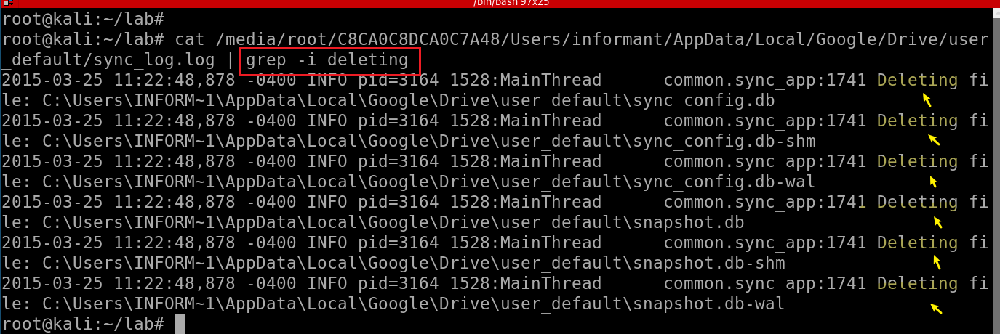 /bin/bash 97x25
root@kali:~/lab#
root@kali:~/lab# cat /media/root/C8CA0C8DCA0C7A48/Users/informant/AppData/Local/Google/Drive/user
_default/sync_log.log | grep -i deleting
2015-03-25 11:22:48,878 -0400 INFO pid=3164 1528:MainThread      common.sync_app:1741 Deleting fi
le: C:\Users\INFORM~1\AppData\Local\Google\Drive\user_default\sync_config.db
2015-03-25 11:22:48,878 -0400 INFO pid=3164 1528:MainThread      common.sync_app:1741 Deleting fi
le: C:\Users\INFORM~1\AppData\Local\Google\Drive\user_default\sync_config.db-shm
2015-03-25 11:22:48,878 -0400 INFO pid=3164 1528:MainThread      common.sync_app:1741 Deleting fi
le: C:\Users\INFORM~1\AppData\Local\Google\Drive\user_default\sync_config.db-wal
2015-03-25 11:22:48,878 -0400 INFO pid=3164 1528:MainThread      common.sync_app:1741 Deleting fi
le: C:\Users\INFORM~1\AppData\Local\Google\Drive\user_default\snapshot.db
2015-03-25 11:22:48,878 -0400 INFO pid=3164 1528:MainThread      common.sync_app:1741 Deleting fi
le: C:\Users\INFORM~1\AppData\Local\Google\Drive\user_default\snapshot.db-shm
2015-03-25 11:22:48,878 -0400 INFO pid=3164 1528:MainThread      common.sync_app:1741 Deleting fi
le: C:\Users\INFORM~1\AppData\Local\Google\Drive\user_default\snapshot.db-wal
root@kali:~/lab#